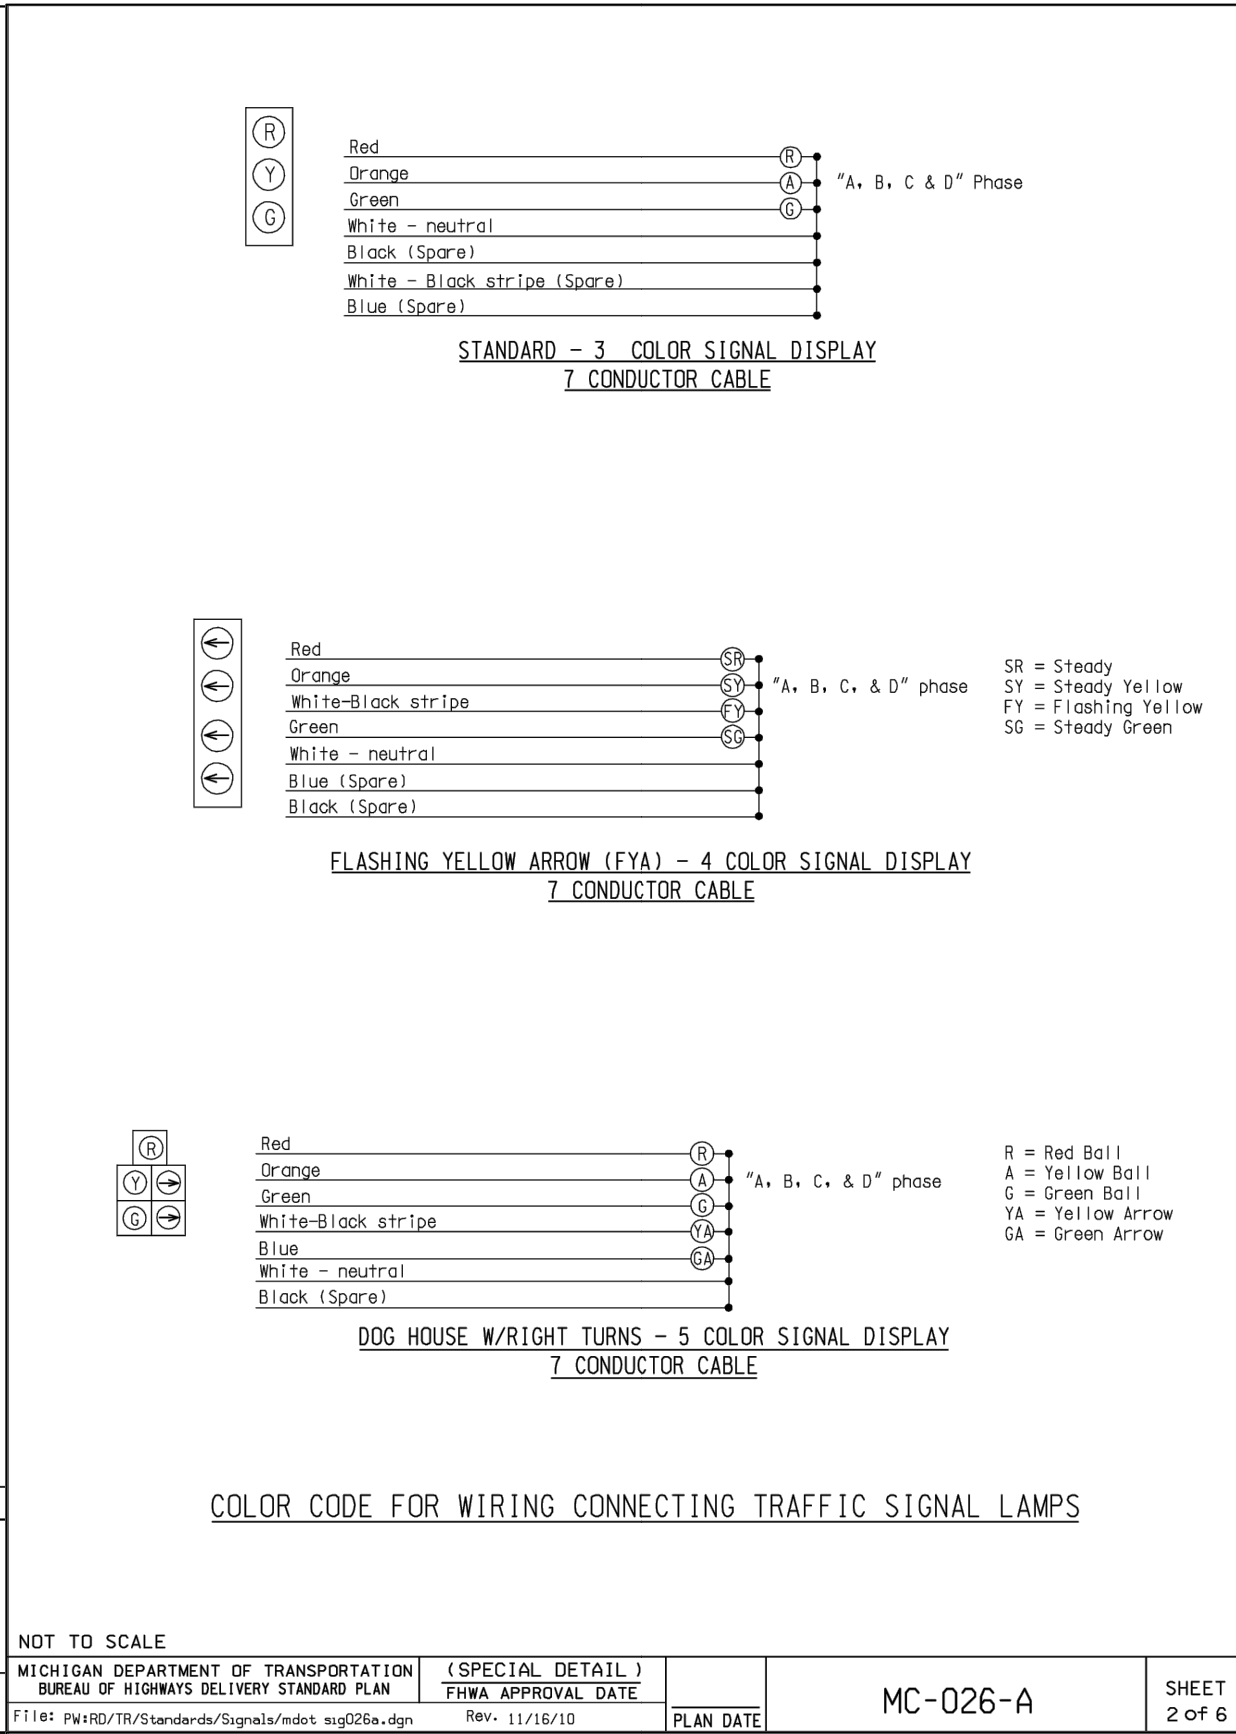 R
Y
G
Red
R
Orange
A
"A, B, C & D" Phase
Green
G
White - neutral
Black (Spare)
White - Black stripe (Spare)
Blue (Spare)
STANDARD - 3 COLOR SIGNAL DISPLAY
7 CONDUCTOR CABLE
Red
SR
Orange
SY
"A, B, C, & D" phase
White-Black stripe
FY
Green
SG
White - neutral
Blue (Spare)
Black (Spare)
SR = Steady
SY = Steady Yellow
FY = Flashing Yellow
SG = Steady Green
FLASHING YELLOW ARROW (FYA) - 4 COLOR SIGNAL DISPLAY
7 CONDUCTOR CABLE
R
Y
G
Red
R
Orange
A
"A, B, C, & D" phase
Green
G
White-Black stripe
YA
Blue
GA
White - neutral
Black (Spare)
R = Red Ball
A = Yellow Ball
G = Green Ball
YA = Yellow Arrow
GA = Green Arrow
DOG HOUSE W/RIGHT TURNS - 5 COLOR SIGNAL DISPLAY
7 CONDUCTOR CABLE
COLOR CODE FOR WIRING CONNECTING TRAFFIC SIGNAL LAMPS
NOT TO SCALE
MICHIGAN DEPARTMENT OF TRANSPORTATION
BUREAU OF HIGHWAYS DELIVERY STANDARD PLAN
File: PW:RD/TR/Standards/Signals/mdot sig026a.dgn
(SPECIAL DETAIL)
FHWA APPROVAL DATE
Rev. 11/16/10
PLAN DATE
MC-026-A
SHEET
2 of 6